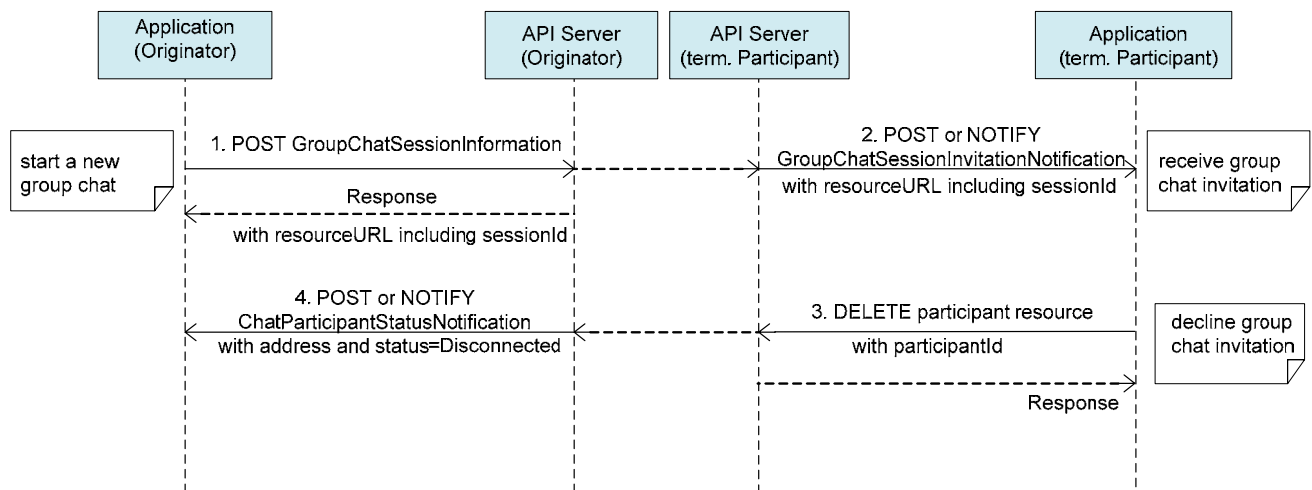 Application
(Originator)
API Server
(Originator)
API Server
(term. Participant)
Application
(term. Participant)
start a new
group chat
1. POST GroupChatSessionInformation
2. POST or NOTIFY
GroupChatSessionInvitationNotification
with resourceURL including sessionId
receive group
chat invitation
Response
with resourceURL including sessionId
4. POST or NOTIFY
ChatParticipantStatusNotification
with address and status=Disconnected
3. DELETE participant resource
with participantId
decline group
chat invitation
Response